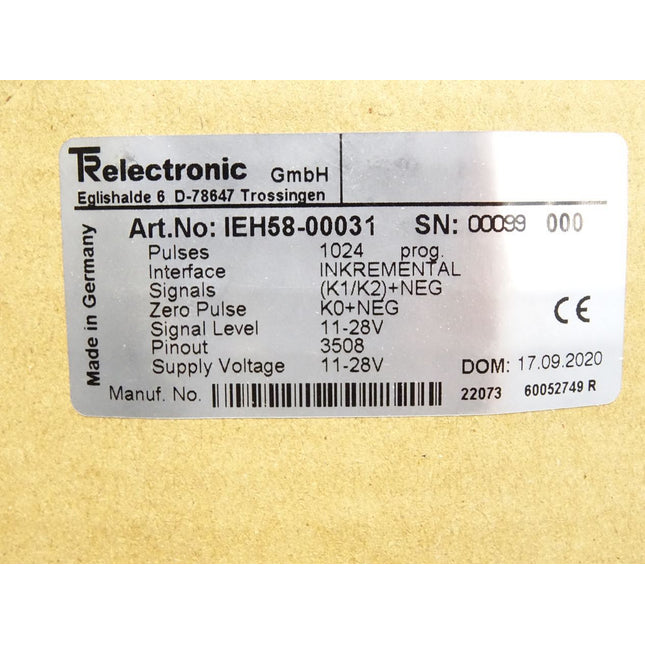 TRelectronic GmbH
Eglishalde 6 D-78647 Trossingen
Art.No: IEH58-00031 SN: 00099 000
Pulses 1024 prog.
Interface INKREMENTAL
Signals (K1/K2)+NEG
Zero Pulse K0+NEG
Signal Level 11-28V
Pinout 3508
Supply Voltage 11-28V
DOM: 17.09.2020
Manuf. No. 22073 60052749 R
Made in Germany
CE